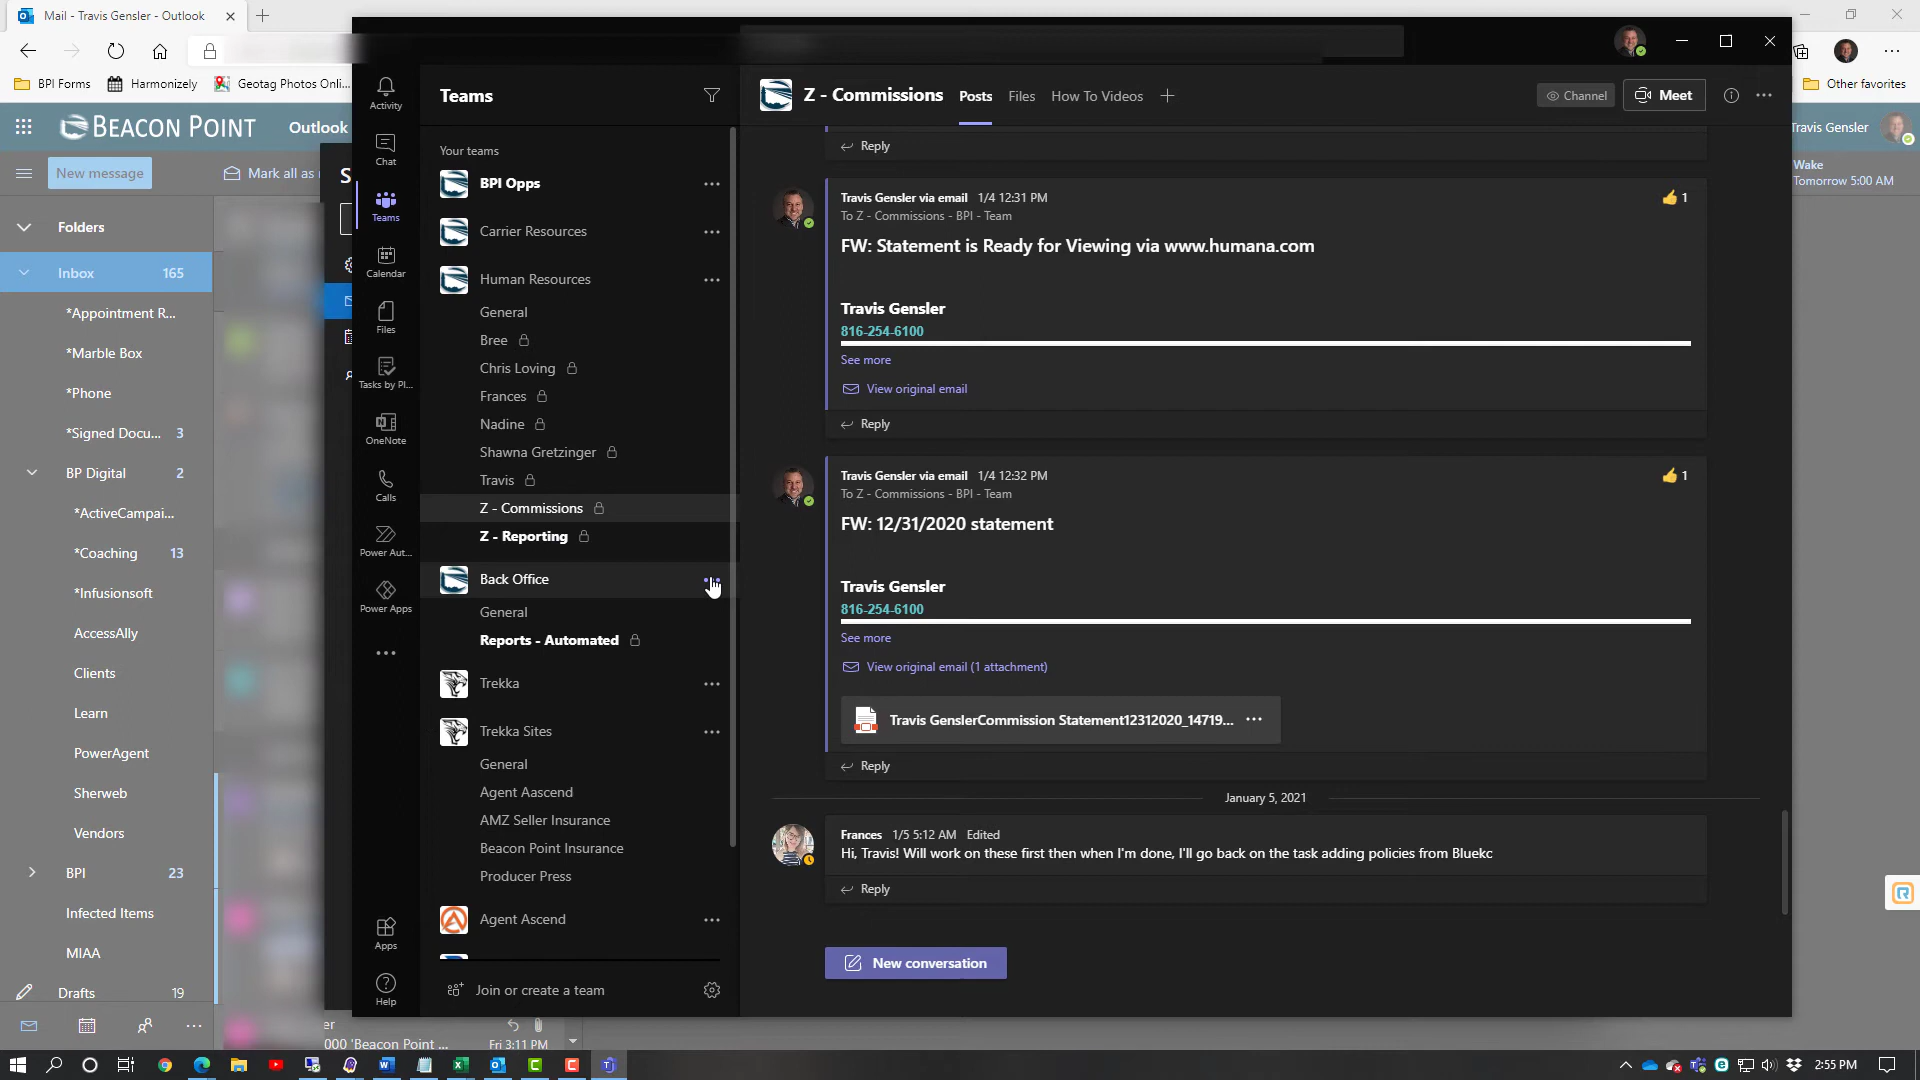 Mail - Travis Gensler - Outlook
BPI Forms
Harmonizely
Geotag Photos Onli...
Other favorites
BEACON POINT
Outlook
Travis Gensler
New message
Mark all as
S
Wake
Tomorrow 5:00 AM
Folders
Inbox 165
*Appointment R...
*Marble Box
*Phone
*Signed Docu... 3
BP Digital 2
*ActiveCampai...
*Coaching 13
*Infusionsoft
AccessAlly
Clients
Learn
PowerAgent
Sherweb
Vendors
BPI 23
Infected Items
MIAA
Drafts 19
Activity
Chat
Teams
Calendar
Files
Tasks by Pl...
OneNote
Calls
Power Aut...
Power Apps
Apps
Help
Teams
Your teams
BPI Opps
Carrier Resources
Human Resources
General
Bree
Chris Loving
Frances
Nadine
Shawna Gretzinger
Travis
Z - Commissions
Z - Reporting
Back Office
General
Reports - Automated
Trekka
Trekka Sites
General
Agent Aascend
AMZ Seller Insurance
Beacon Point Insurance
Producer Press
Agent Ascend
Join or create a team
Z - Commissions Posts Files How To Videos
Channel
Meet
Reply
Travis Gensler via email 1/4 12:31 PM
1
To Z - Commissions - BPI - Team
FW: Statement is Ready for Viewing via www.humana.com
Travis Gensler
816-254-6100
See more
View original email
Reply
Travis Gensler via email 1/4 12:32 PM
1
To Z - Commissions - BPI - Team
FW: 12/31/2020 statement
Travis Gensler
816-254-6100
See more
View original email (1 attachment)
Travis GenslerCommission Statement12312020_14719...
Reply
January 5, 2021
Frances 1/5 5:12 AM Edited
Hi, Travis! Will work on these first then when I'm done, I'll go back on the task adding policies from Bluekc
Reply
New conversation
er
000 'Beacon Point ...
Fri 3:11 PM
2:55 PM